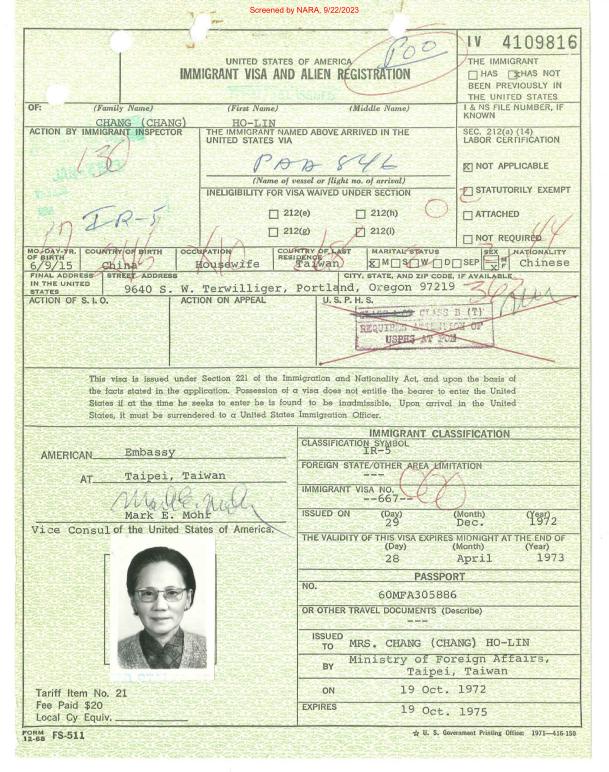 Screened by NARA, 9/22/2023
POO
IV 4109816
UNITED STATES OF AMERICA
IMMIGRANT VISA AND ALIEN REGISTRATION
THE IMMIGRANT
HAS HAS NOT
BEEN PREVIOUSLY IN
THE UNITED STATES
OF: (Family Name) (First Name) (Middle Name)
CHANG (CHANG) HO-LIN
I & NS FILE NUMBER, IF
KNOWN
ACTION BY IMMIGRANT INSPECTOR
IR-5
THE IMMIGRANT NAMED ABOVE ARRIVED IN THE
UNITED STATES VIA
PAA 846
(Name of vessel or flight no. of arrival)
INELIGIBILITY FOR VISA WAIVED UNDER SECTION
212(e) 212(h)
212(g) 212(i)
SEC. 212(a) (14)
LABOR CERTIFICATION
X NOT APPLICABLE
STATUTORILY EXEMPT
ATTACHED
NOT REQUIRED
MO.-DAY-YR.
OF BIRTH
6/9/15
COUNTRY OF BIRTH
China
OCCUPATION
Housewife
COUNTRY OF LAST
RESIDENCE
Taiwan
MARITAL STATUS
X M S W D SEP
SEX
M
X F
NATIONALITY
Chinese
FINAL ADDRESS
IN THE UNITED
STATES
STREET ADDRESS CITY, STATE, AND ZIP CODE, IF AVAILABLE
9640 S. W. Terwilliger, Portland, Oregon 97219
ACTION OF S. I. O.
ACTION ON APPEAL
U. S. P. H. S.
CLASS B (T)
REQUIRES ATTENTION OF
USPHS AT POE
This visa is issued under Section 221 of the Immigration and Nationality Act, and upon the basis of
the facts stated in the application. Possession of a visa does not entitle the bearer to enter the United
States if at the time he seeks to enter he is found to be inadmissible. Upon arrival in the United
States, it must be surrendered to a United States Immigration Officer.
AMERICAN Embassy
AT Taipei, Taiwan
Mark E. Mohr
Vice Consul of the United States of America.
IMMIGRANT CLASSIFICATION
CLASSIFICATION SYMBOL
IR-5
FOREIGN STATE/OTHER AREA LIMITATION
---
IMMIGRANT VISA NO.
--667--
ISSUED ON (Day) (Month) (Year)
29 Dec. 1972
THE VALIDITY OF THIS VISA EXPIRES MIDNIGHT AT THE END OF
(Day) (Month) (Year)
28 April 1973
PASSPORT
NO.
60MFA305886
OR OTHER TRAVEL DOCUMENTS (Describe)
---
ISSUED
TO MRS. CHANG (CHANG) HO-LIN
BY Ministry of Foreign Affairs,
Taipei, Taiwan
ON 19 Oct. 1972
EXPIRES 19 Oct. 1975
Tariff Item No. 21
Fee Paid $20
Local Cy Equiv.
FORM
12-68 FS-511
☆ U. S. Government Printing Office: 1971—416-158